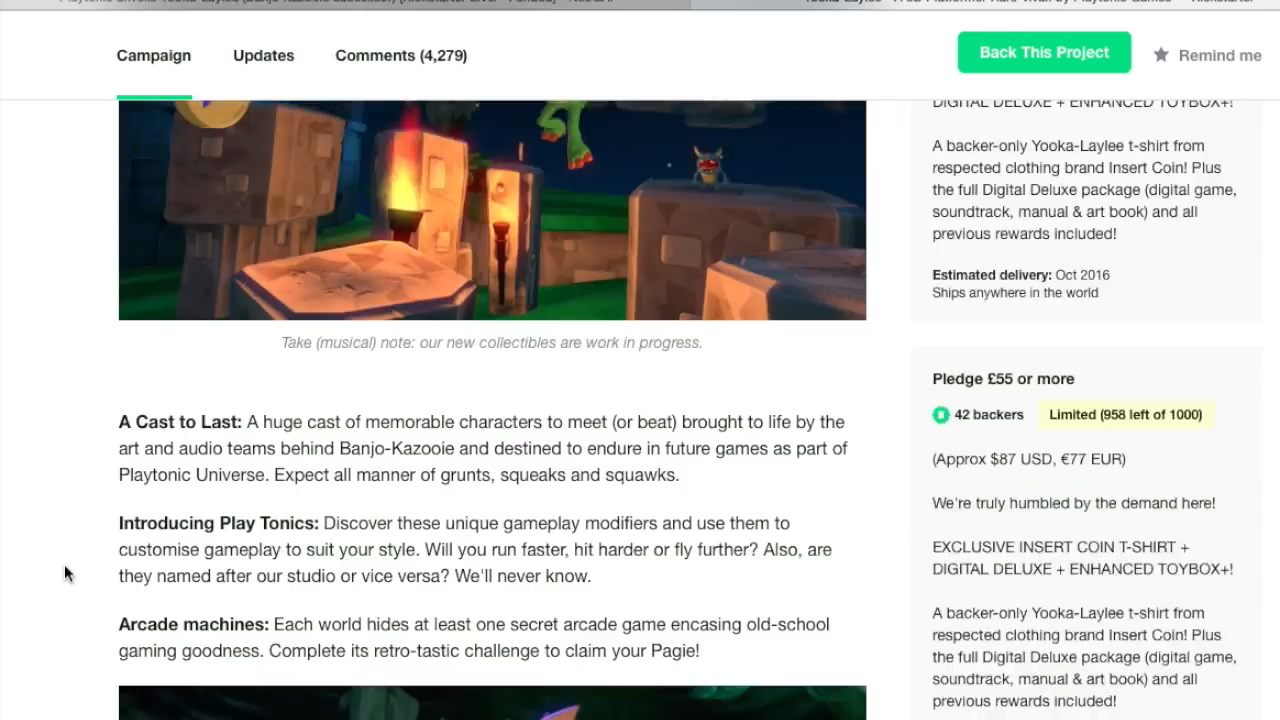 Campaign
Updates
Comments (4,279)
Back This Project
Remind me
Take (musical) note: our new collectibles are work in progress.
A Cast to Last: A huge cast of memorable characters to meet (or beat) brought to life by the
art and audio teams behind Banjo-Kazooie and destined to endure in future games as part of
Playtonic Universe. Expect all manner of grunts, squeaks and squawks.
Introducing Play Tonics: Discover these unique gameplay modifiers and use them to
customise gameplay to suit your style. Will you run faster, hit harder or fly further? Also, are
they named after our studio or vice versa? We'll never know.
Arcade machines: Each world hides at least one secret arcade game encasing old-school
gaming goodness. Complete its retro-tastic challenge to claim your Pagie!
DIGITAL DELUXE + ENHANCED TOYBOX+!
A backer-only Yooka-Laylee t-shirt from
respected clothing brand Insert Coin! Plus
the full Digital Deluxe package (digital game,
soundtrack, manual & art book) and all
previous rewards included!
Estimated delivery: Oct 2016
Ships anywhere in the world
Pledge £55 or more
42 backers
Limited (958 left of 1000)
(Approx $87 USD, €77 EUR)
We're truly humbled by the demand here!
EXCLUSIVE INSERT COIN T-SHIRT +
DIGITAL DELUXE + ENHANCED TOYBOX+!
A backer-only Yooka-Laylee t-shirt from
respected clothing brand Insert Coin! Plus
the full Digital Deluxe package (digital game,
soundtrack, manual & art book) and all
previous rewards included!